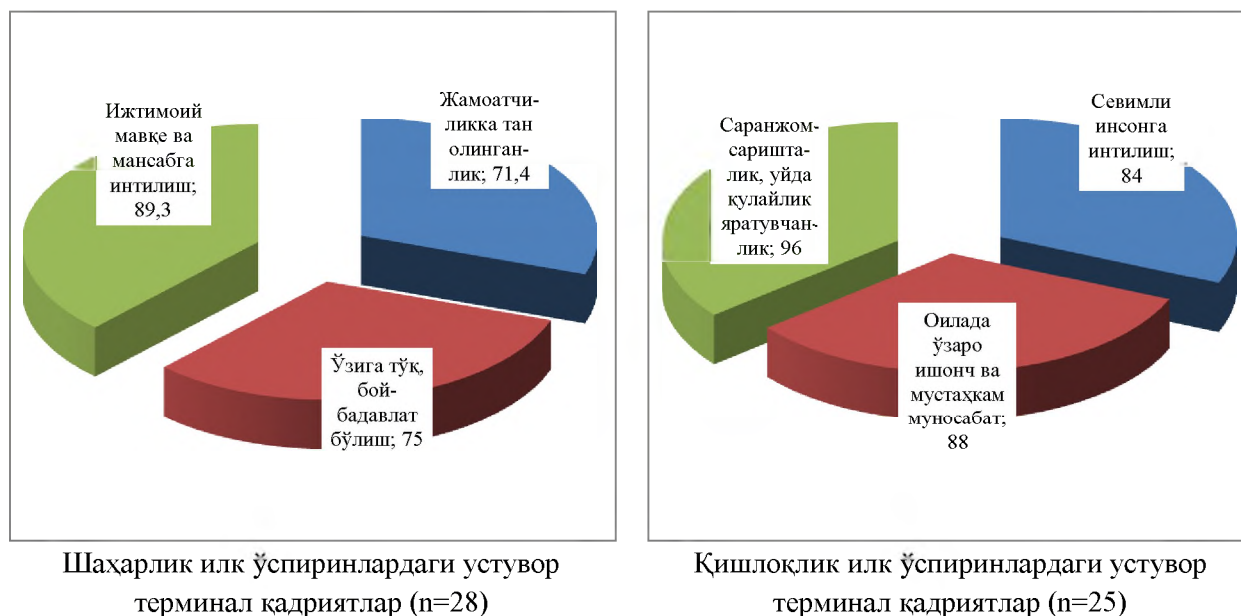 Ижтимоий
мавқе ва
мансабга
интилиш;
89,3
Жамоатчи-
ликка тан
олинган-
лик; 71,4
Ўзига тўқ,
бой-
бадавлат
бўлиш; 75
Шаҳарлик илк ўспиринлардаги устувор
терминал қадриятлар (n=28)
Саранжом-
саришта-
лик, уйда
қулайлик
яратувчан-
лик; 96
Севимли
инсонга
интилиш;
84
Оилада
ўзаро
ишонч ва
мустаҳкам
муносабат;
88
Қишлоқлик илк ўспиринлардаги устувор
терминал қадриятлар (n=25)